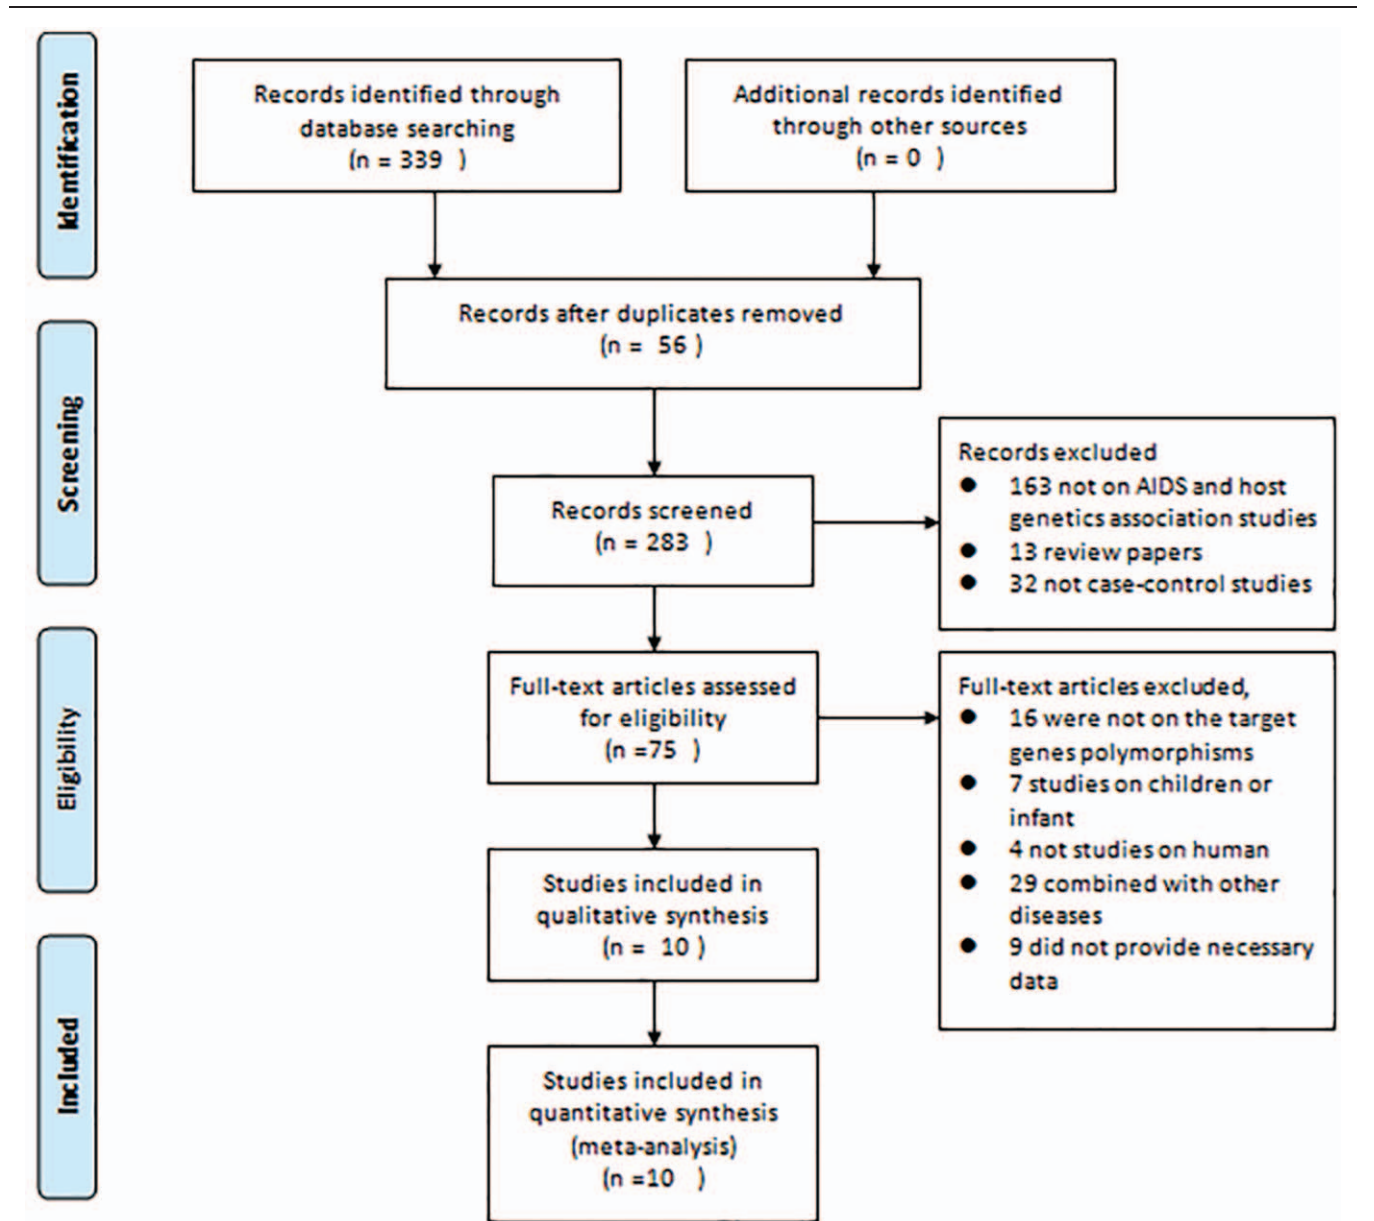 Identification
Records identified through
database searching
(n = 339 )
Additional records identified
through other sources
(n = 0 )
Records after duplicates removed
(n = 56 )
Screening
Records screened
(n = 283 )
Records excluded
● 163 not on AIDS and host
genetics association studies
● 13 review papers
● 32 not case-control studies
Eligibility
Full-text articles assessed
for eligibility
(n =75 )
Full-text articles excluded,
● 16 were not on the target
genes polymorphisms
● 7 studies on children or
infant
● 4 not studies on human
● 29 combined with other
diseases
● 9 did not provide necessary
data
Studies included in
qualitative synthesis
(n = 10 )
Included
Studies included in
quantitative synthesis
(meta-analysis)
(n =10 )